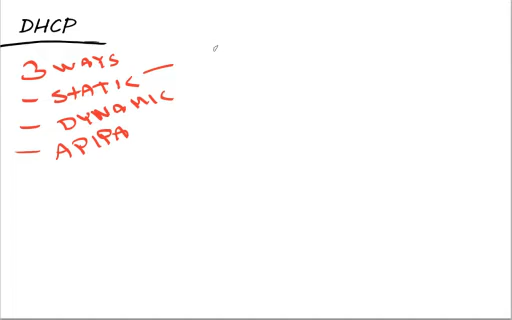 DHCP
3 WAYS
- STATIC -
- DYNAMIC
- APIPA